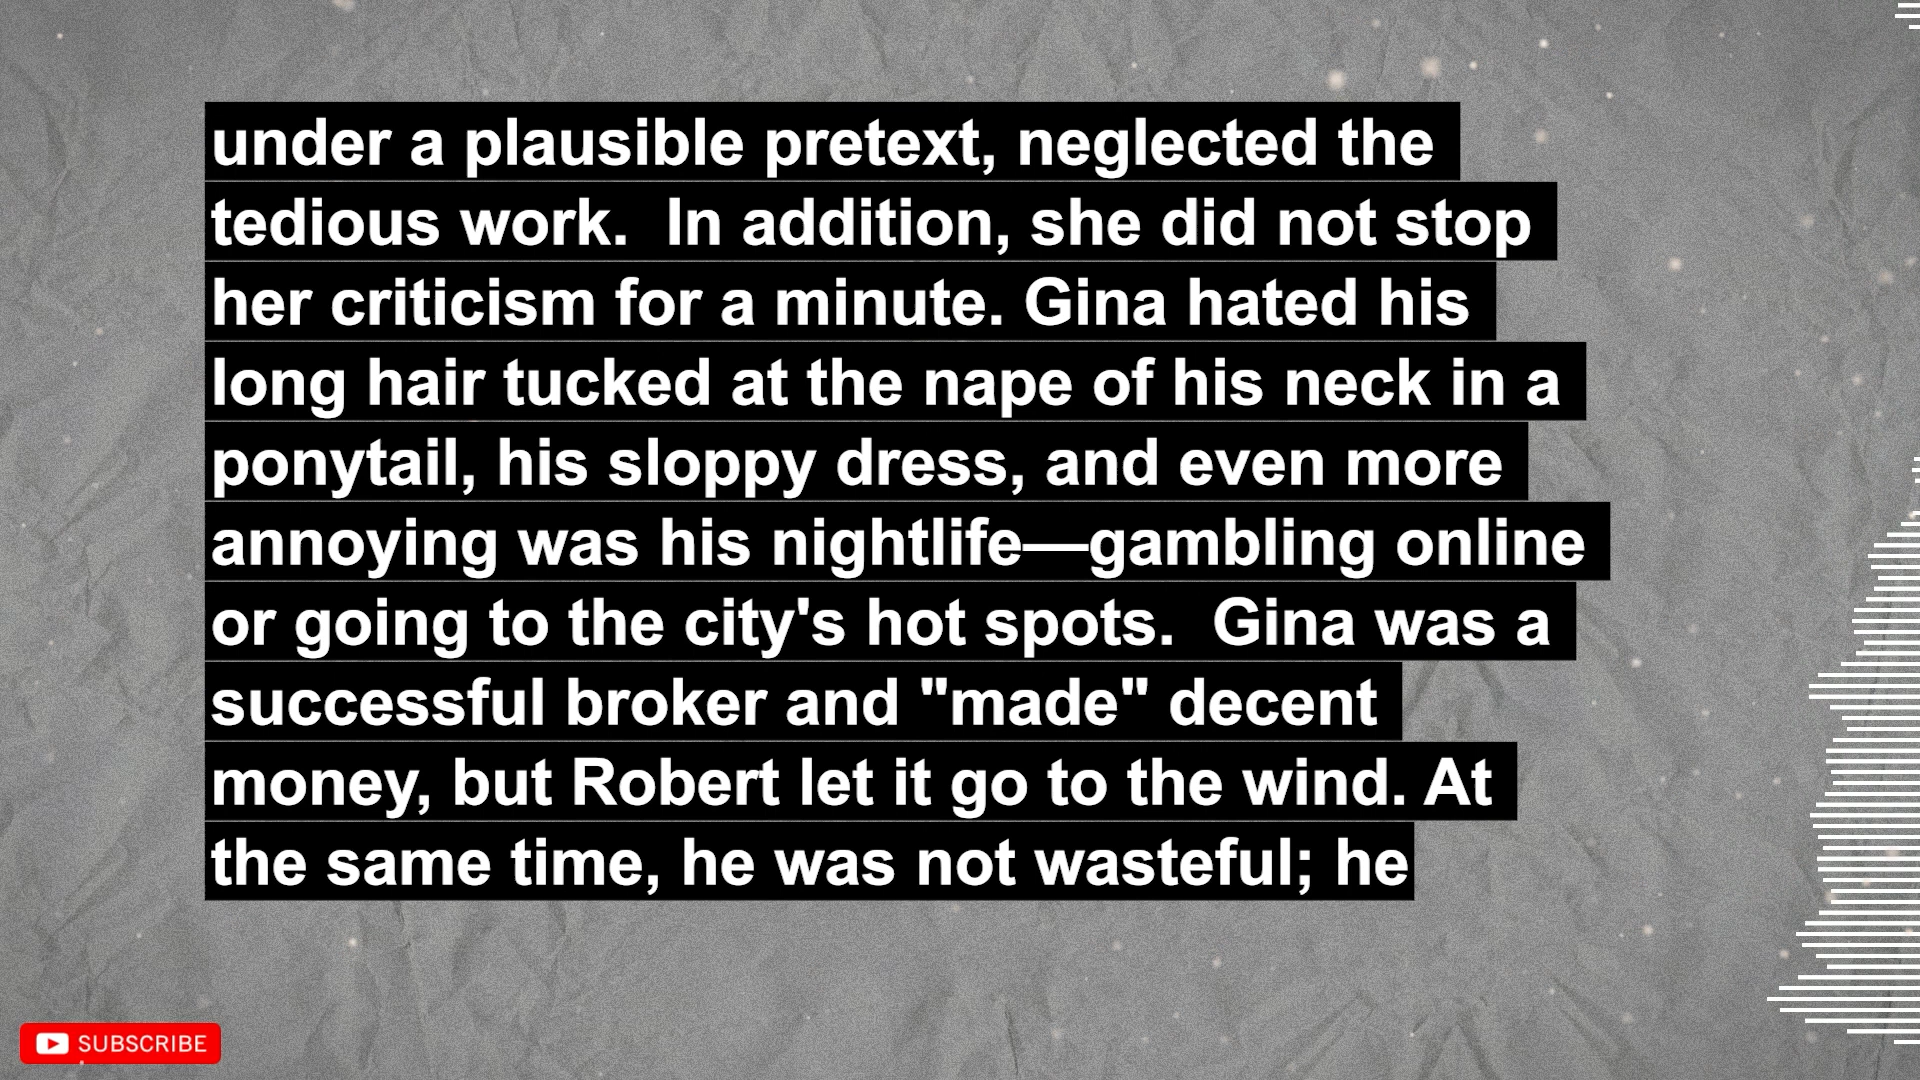 under a plausible pretext, neglected the
tedious work.  In addition, she did not stop
her criticism for a minute. Gina hated his
long hair tucked at the nape of his neck in a
ponytail, his sloppy dress, and even more
annoying was his nightlife—gambling online
or going to the city's hot spots.  Gina was a
successful broker and "made" decent
money, but Robert let it go to the wind. At
the same time, he was not wasteful; he
SUBSCRIBE